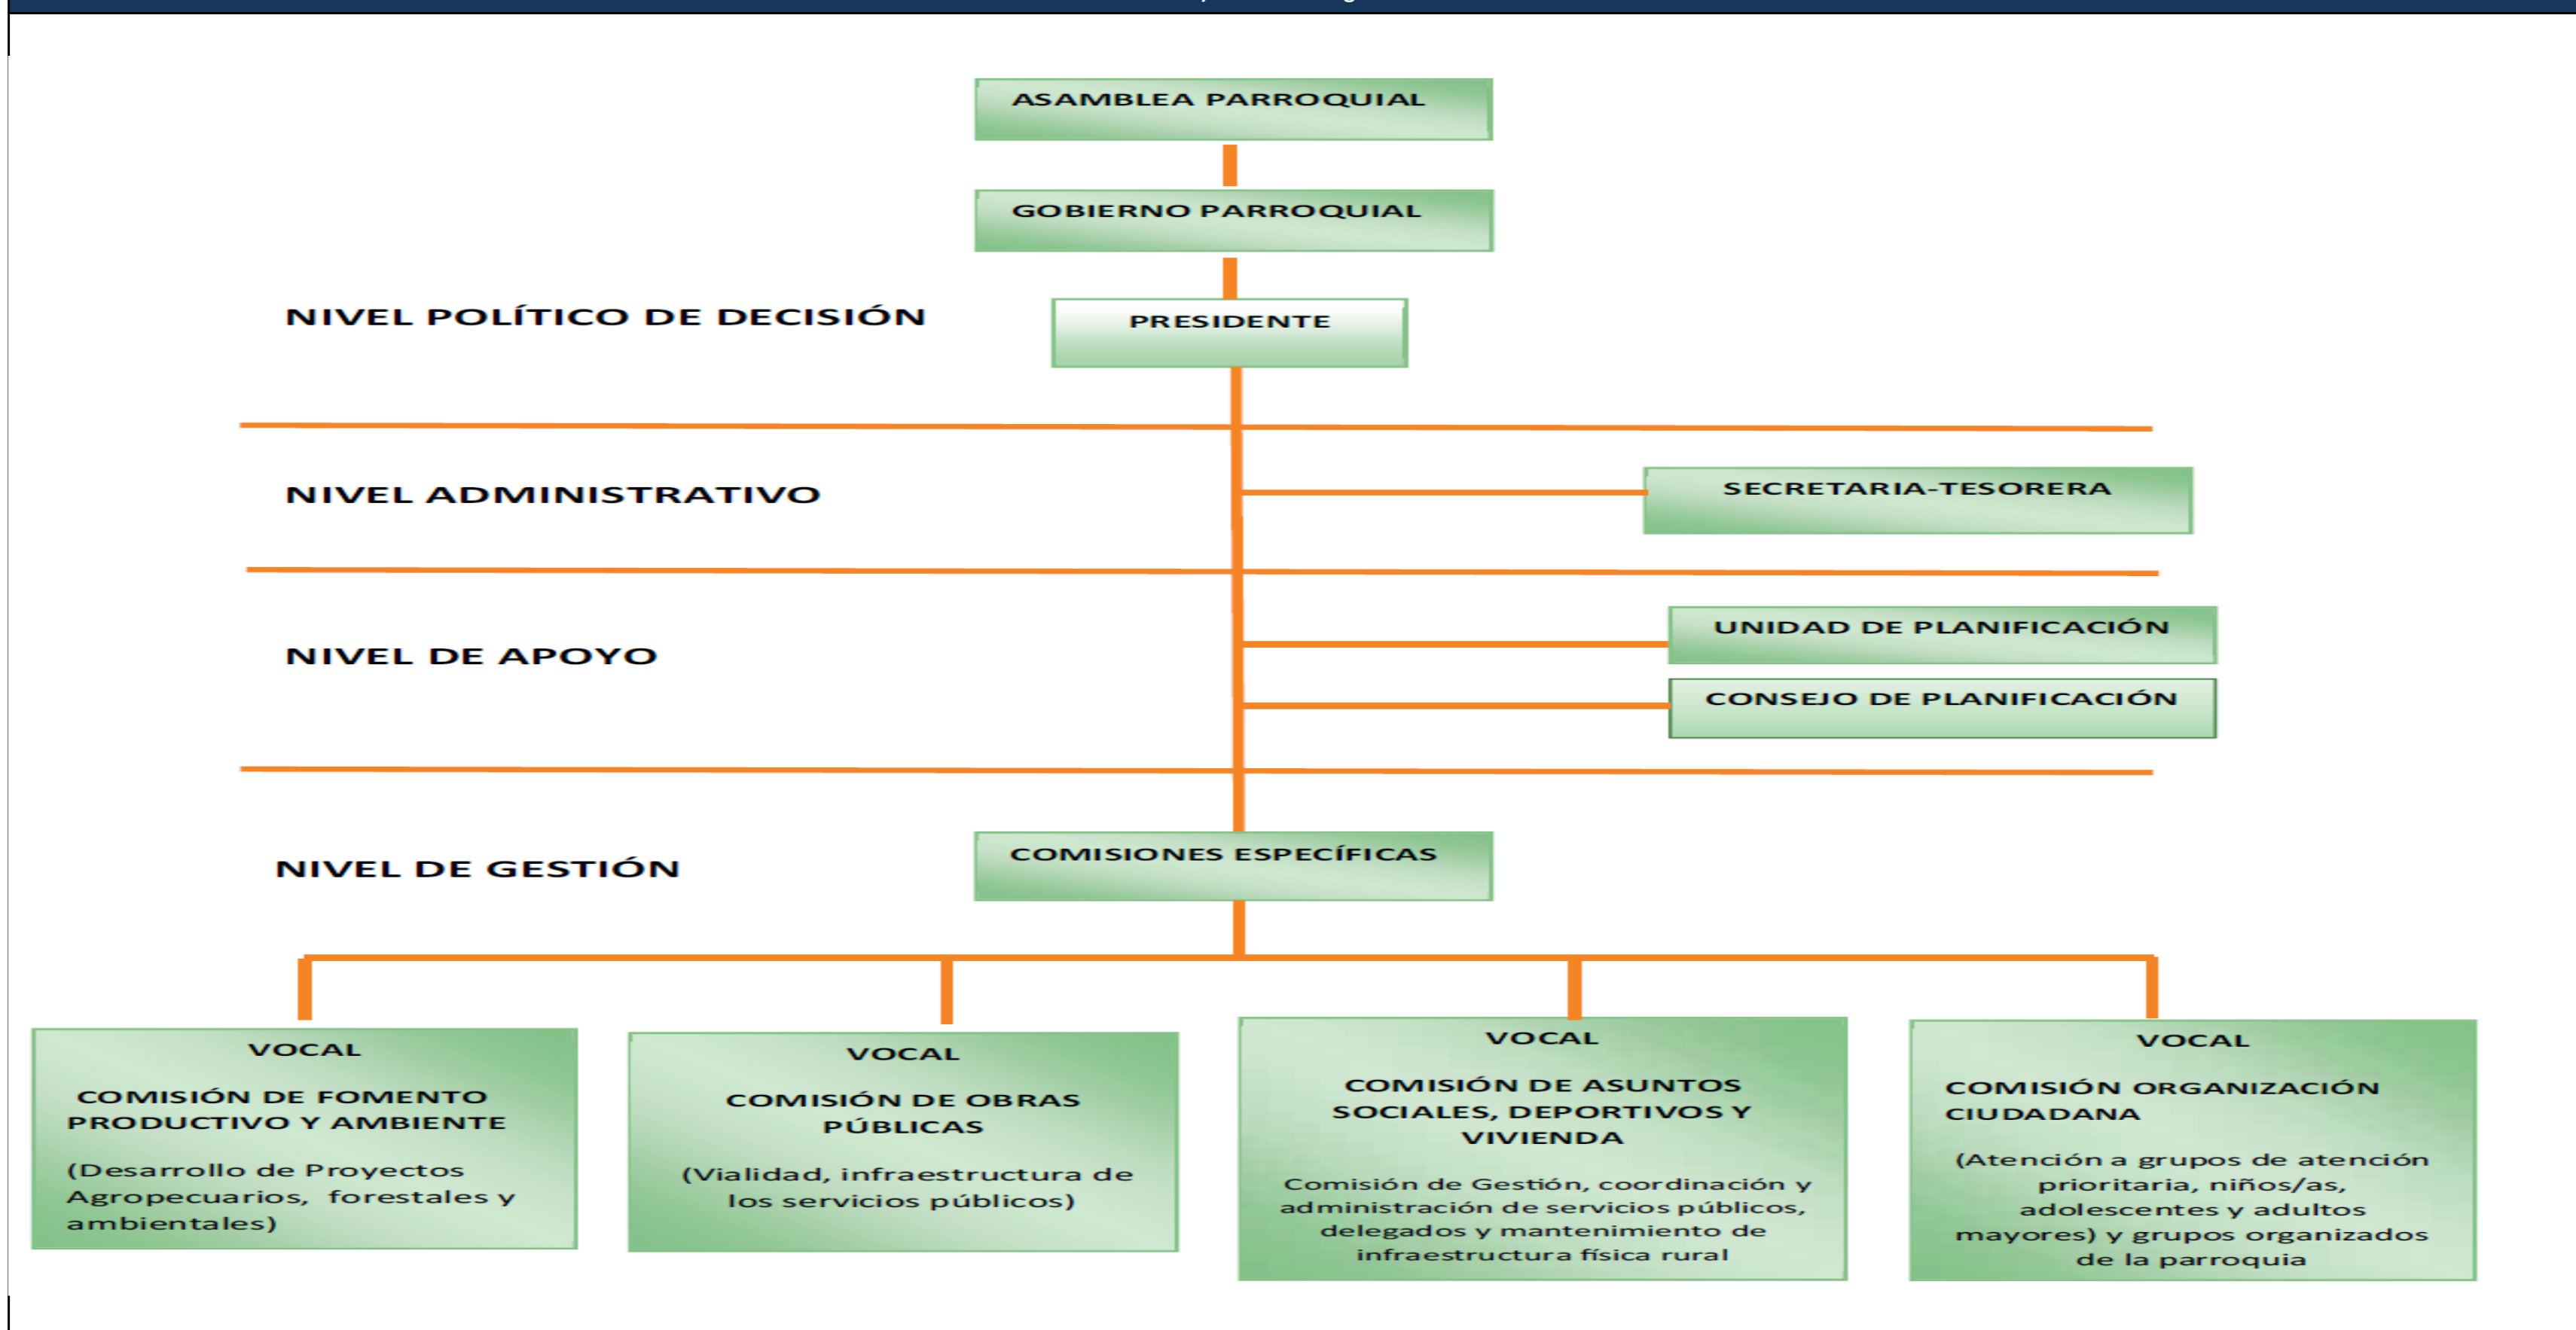 ASAMBLEA PARROQUIAL
GOBIERNO PARROQUIAL
NIVEL POLÍTICO DE DECISIÓN
PRESIDENTE
NIVEL ADMINISTRATIVO
SECRETARIA-TESORERA
UNIDAD DE PLANIFICACIÓN
NIVEL DE APOYO
CONSEJO DE PLANIFICACIÓN
COMISIONES ESPECÍFICAS
NIVEL DE GESTIÓN
VOCAL
COMISIÓN DE FOMENTO
PRODUCTIVO Y AMBIENTE
(Desarrollo de Proyectos
Agropecuarios, forestales y
ambientales)
VOCAL
COMISIÓN DE OBRAS
PÚBLICAS
(Vialidad, infraestructura de
los servicios públicos)
VOCAL
COMISIÓN DE ASUNTOS
SOCIALES, DEPORTIVOS Y
VIVIENDA
Comisión de Gestión, coordinación y
administración de servicios públicos,
delegados y mantenimiento de
infraestructura física rural
VOCAL
COMISIÓN ORGANIZACIÓN
CIUDADANA
(Atención a grupos de atención
prioritaria, niños/as,
adolescentes y adultos
mayores) y grupos organizados
de la parroquia